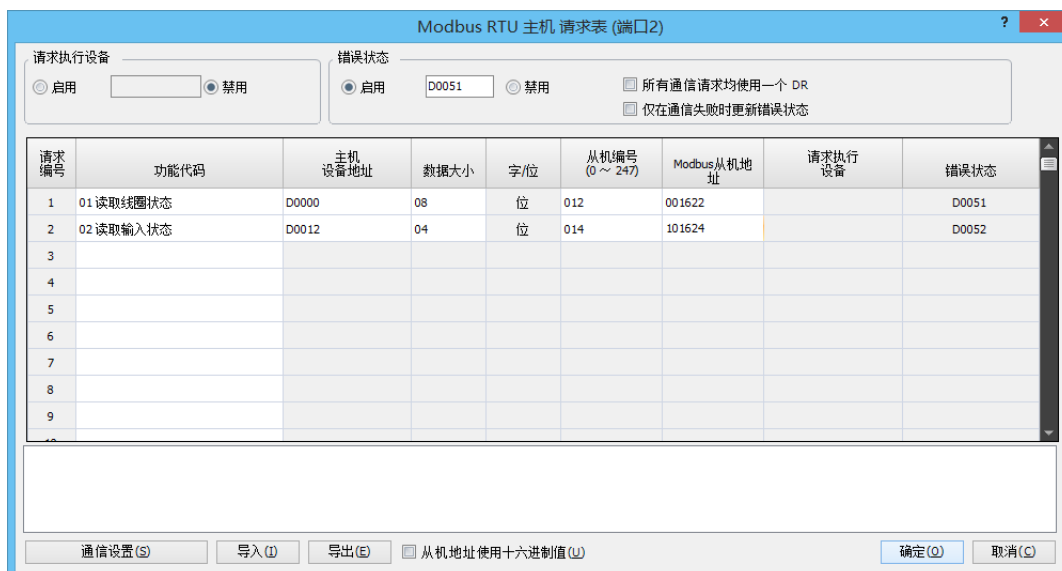 Modbus RTU 主机 请求表 (端口2)
? ×
请求执行设备
启用
禁用
错误状态
启用 D0051 禁用
所有通信请求均使用一个 DR
仅在通信失败时更新错误状态
请求编号 功能代码 主机设备地址 数据大小 字/位 从机编号(0 ~ 247) Modbus从机地址 请求执行设备 错误状态
1 01 读取线圈状态 D0000 08 位 012 001622 D0051
2 02 读取输入状态 D0012 04 位 014 101624 D0052
3
4
5
6
7
8
9
通信设置(S) 导入(I) 导出(E) 从机地址使用十六进制值(U) 确定(O) 取消(C)